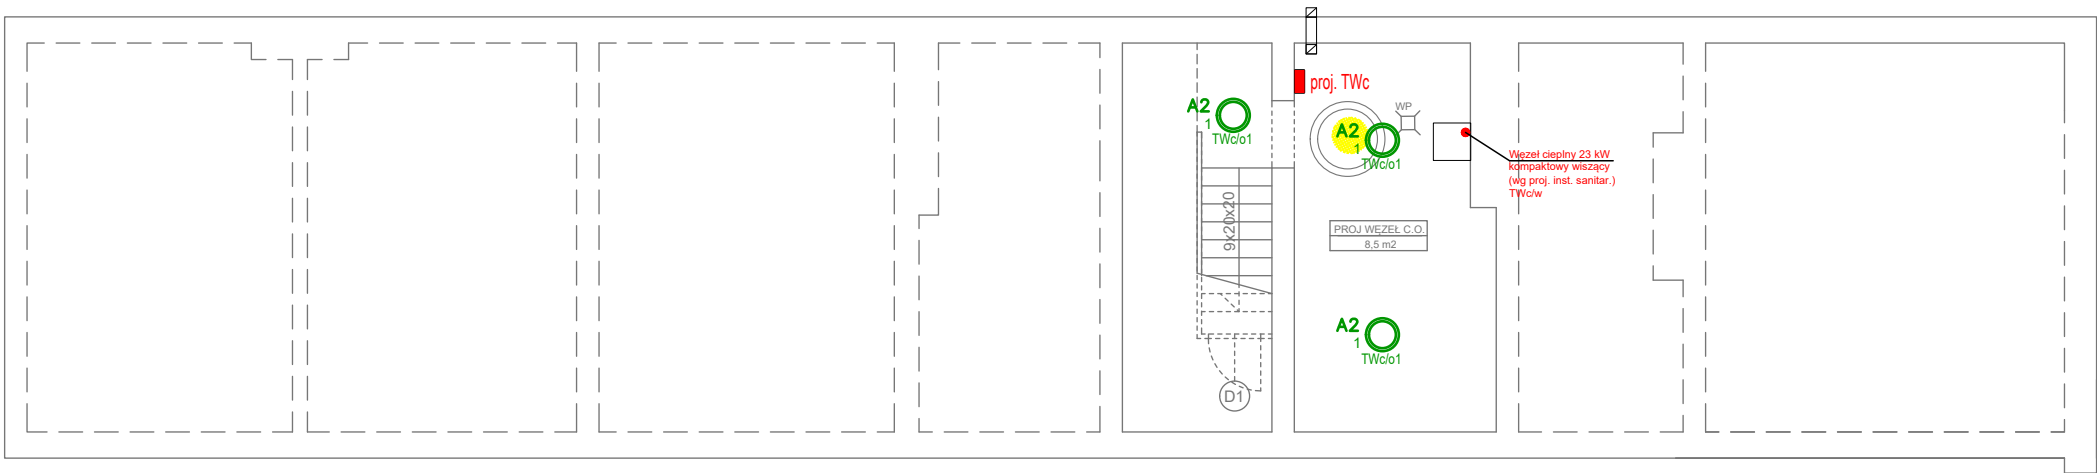 proj. TWc
A2
1
TWc/o1
WP
A2
1
TWc/o1
Węzeł cieplny 23 kW
kompaktowy wiszący
(wg proj. inst. sanitar.)
TWc/w
9x20x20
PROJ WĘZEŁ C.O.
8,5 m2
A2
1
TWc/o1
D1